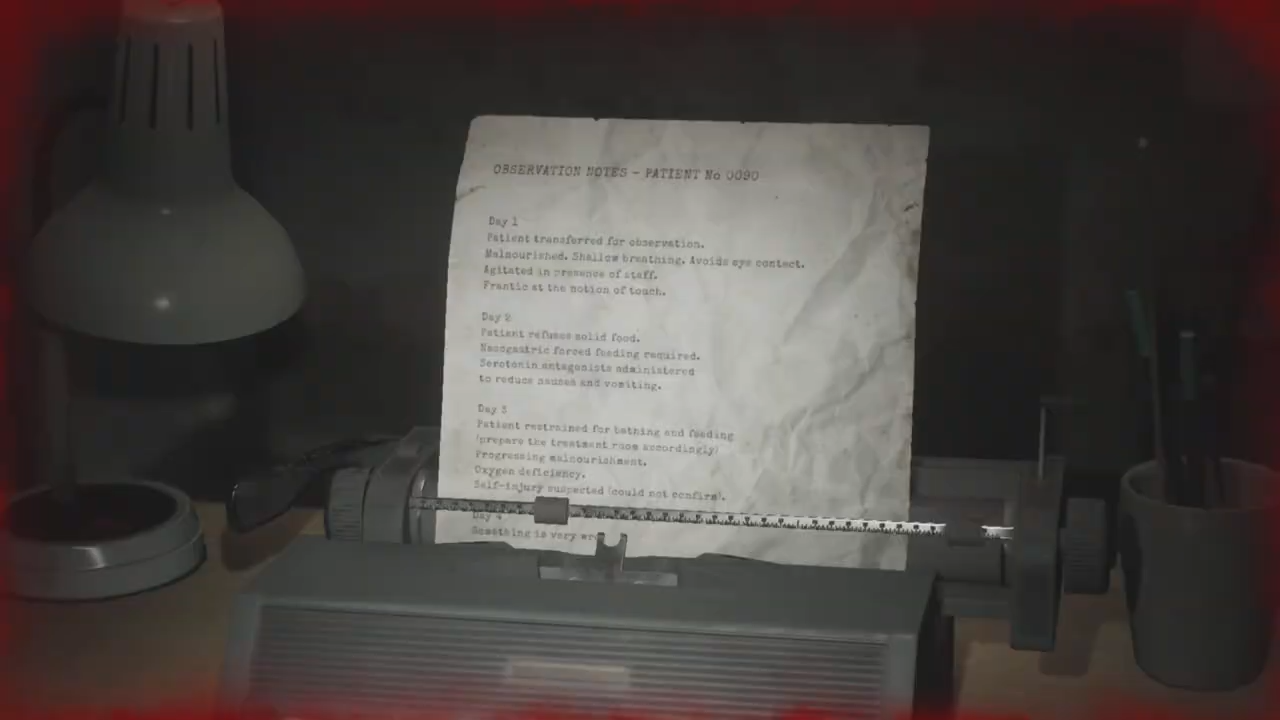 OBSERVATION NOTES - PATIENT No 0090
Day 1
Patient transferred for observation.
Malnourished. Shallow breathing. Avoids eye contact.
Agitated in presence of staff.
Frantic at the notion of touch.
Day 2
Patient refuses solid food.
Nasogastric forced feeding required.
Serotonin antagonists administered
to reduce nausea and vomiting.
Day 3
Patient restrained for bathing and feeding
(prepare the treatment room accordingly)
Progressing malnourishment.
Oxygen deficiency.
Self-injury suspected (could not confirm).
Day 4
Something is very